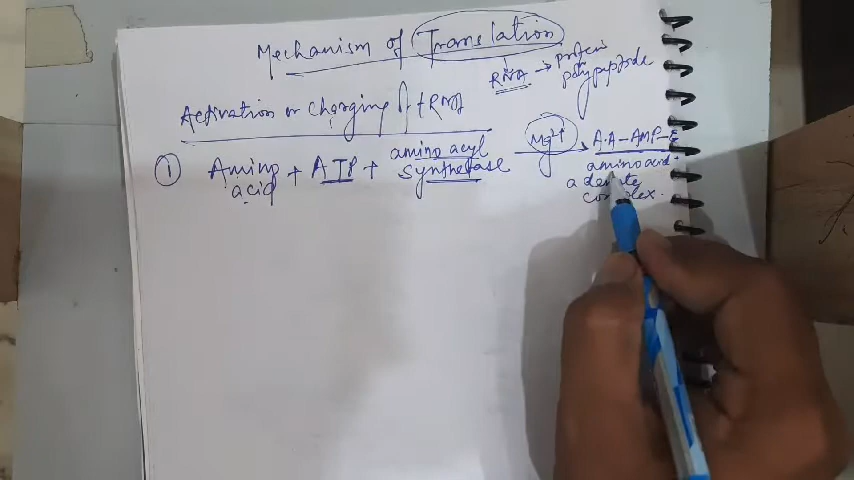 Mechanism of Translation
RNA → Protein
polypeptide
Activation or Charging of tRNA
① Amino acid + ATP + amino acyl synthetase Mg2+ → A.A-AMP-E
amino acid
complex.